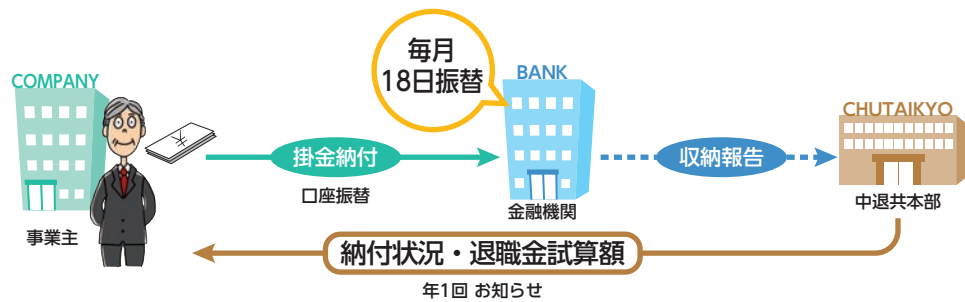 毎月
18日振替
COMPANY
BANK
CHUTAIKYO
¥
掛金納付
収納報告
口座振替
金融機関
中退共本部
事業主
納付状況・退職金試算額
年1回 お知らせ